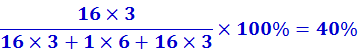 16 × 3
16 × 3 + 1 × 6 + 16 × 3 × 100% = 40%